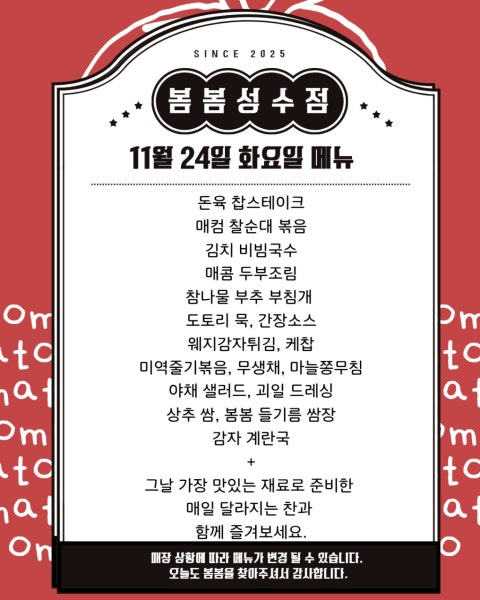 SINCE 2025
봄봄성수점
11월 24일 화요일 메뉴
돈육 찹스테이크
매컴 찰순대 볶음
김치 비빔국수
매콤 두부조림
참나물 부추 부침개
도토리 묵, 간장소스
웨지감자튀김, 케찹
미역줄기볶음, 무생채, 마늘쫑무침
야채 샐러드, 괴일 드레싱
상추 쌈, 봄봄 들기름 쌈장
감자 계란국
+
그날 가장 맛있는 재료로 준비한
매일 달라지는 찬과
함께 즐겨보세요.
매장 상황에 따라 메뉴가 변경 될 수 있습니다.
오늘도 봄봄을 찾아주셔서 감사합니다.